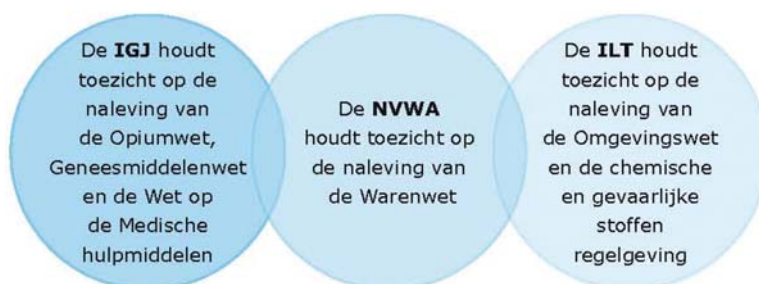 De IGJ houdt
toezicht op de
naleving van
de Opiumwet,
Geneesmiddelenwet
en de Wet op
de Medische
hulpmiddelen
De NVWA
houdt toezicht op
de naleving van
de Warenwet
De ILT houdt
toezicht op de
naleving van
de Omgevingswet
en de chemische
en gevaarlijke
stoffen
regelgeving